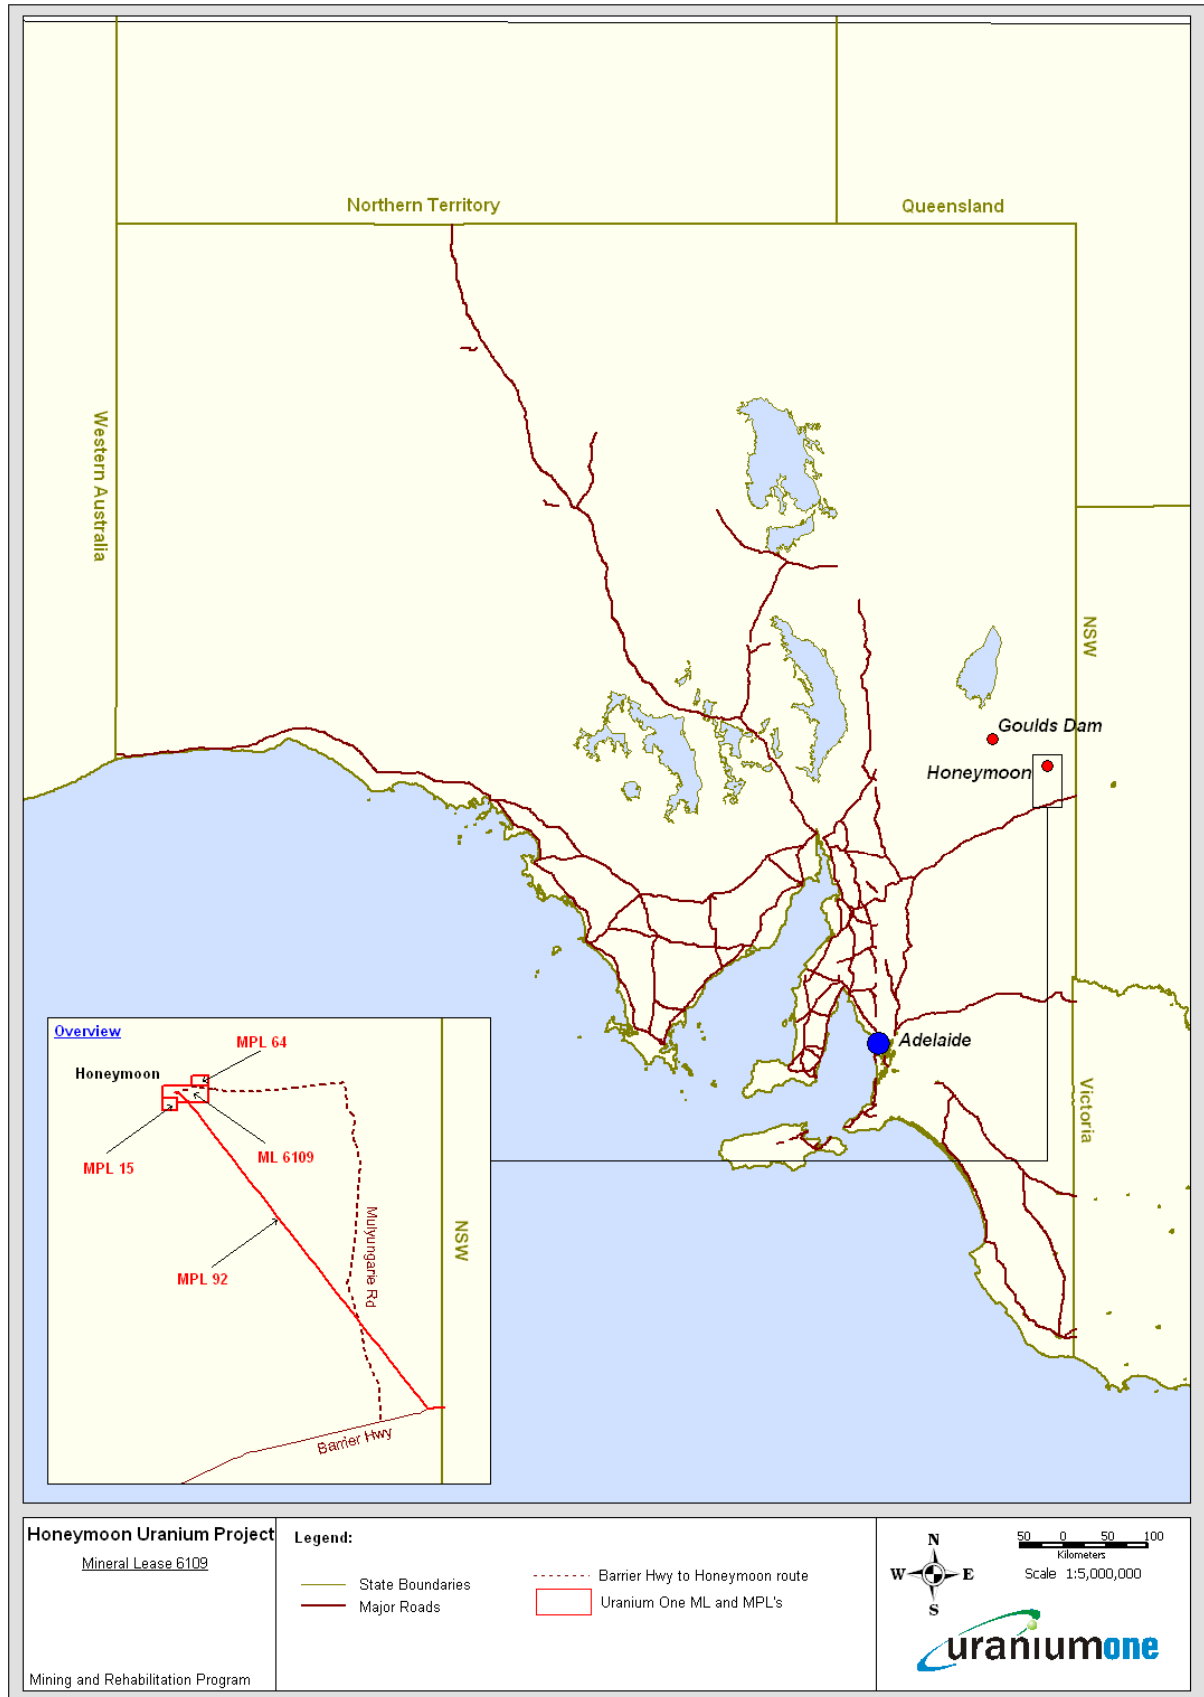 Northern Territory
Queensland
Western Australia
NSW
Goulds Dam
Honeymoon
Adelaide
Victoria
Overview
MPL 64
Honeymoon
ML 6109
MPL 15
MPL 92
Mulyungarie Rd
NSW
Barrier Hwy
Honeymoon Uranium Project
Mineral Lease 6109
Mining and Rehabilitation Program
Legend:
State Boundaries
Major Roads
Barrier Hwy to Honeymoon route
Uranium One ML and MPL's
N
W E
S
50 0 50 100
Kilometers
Scale 1:5,000,000
uraniumone